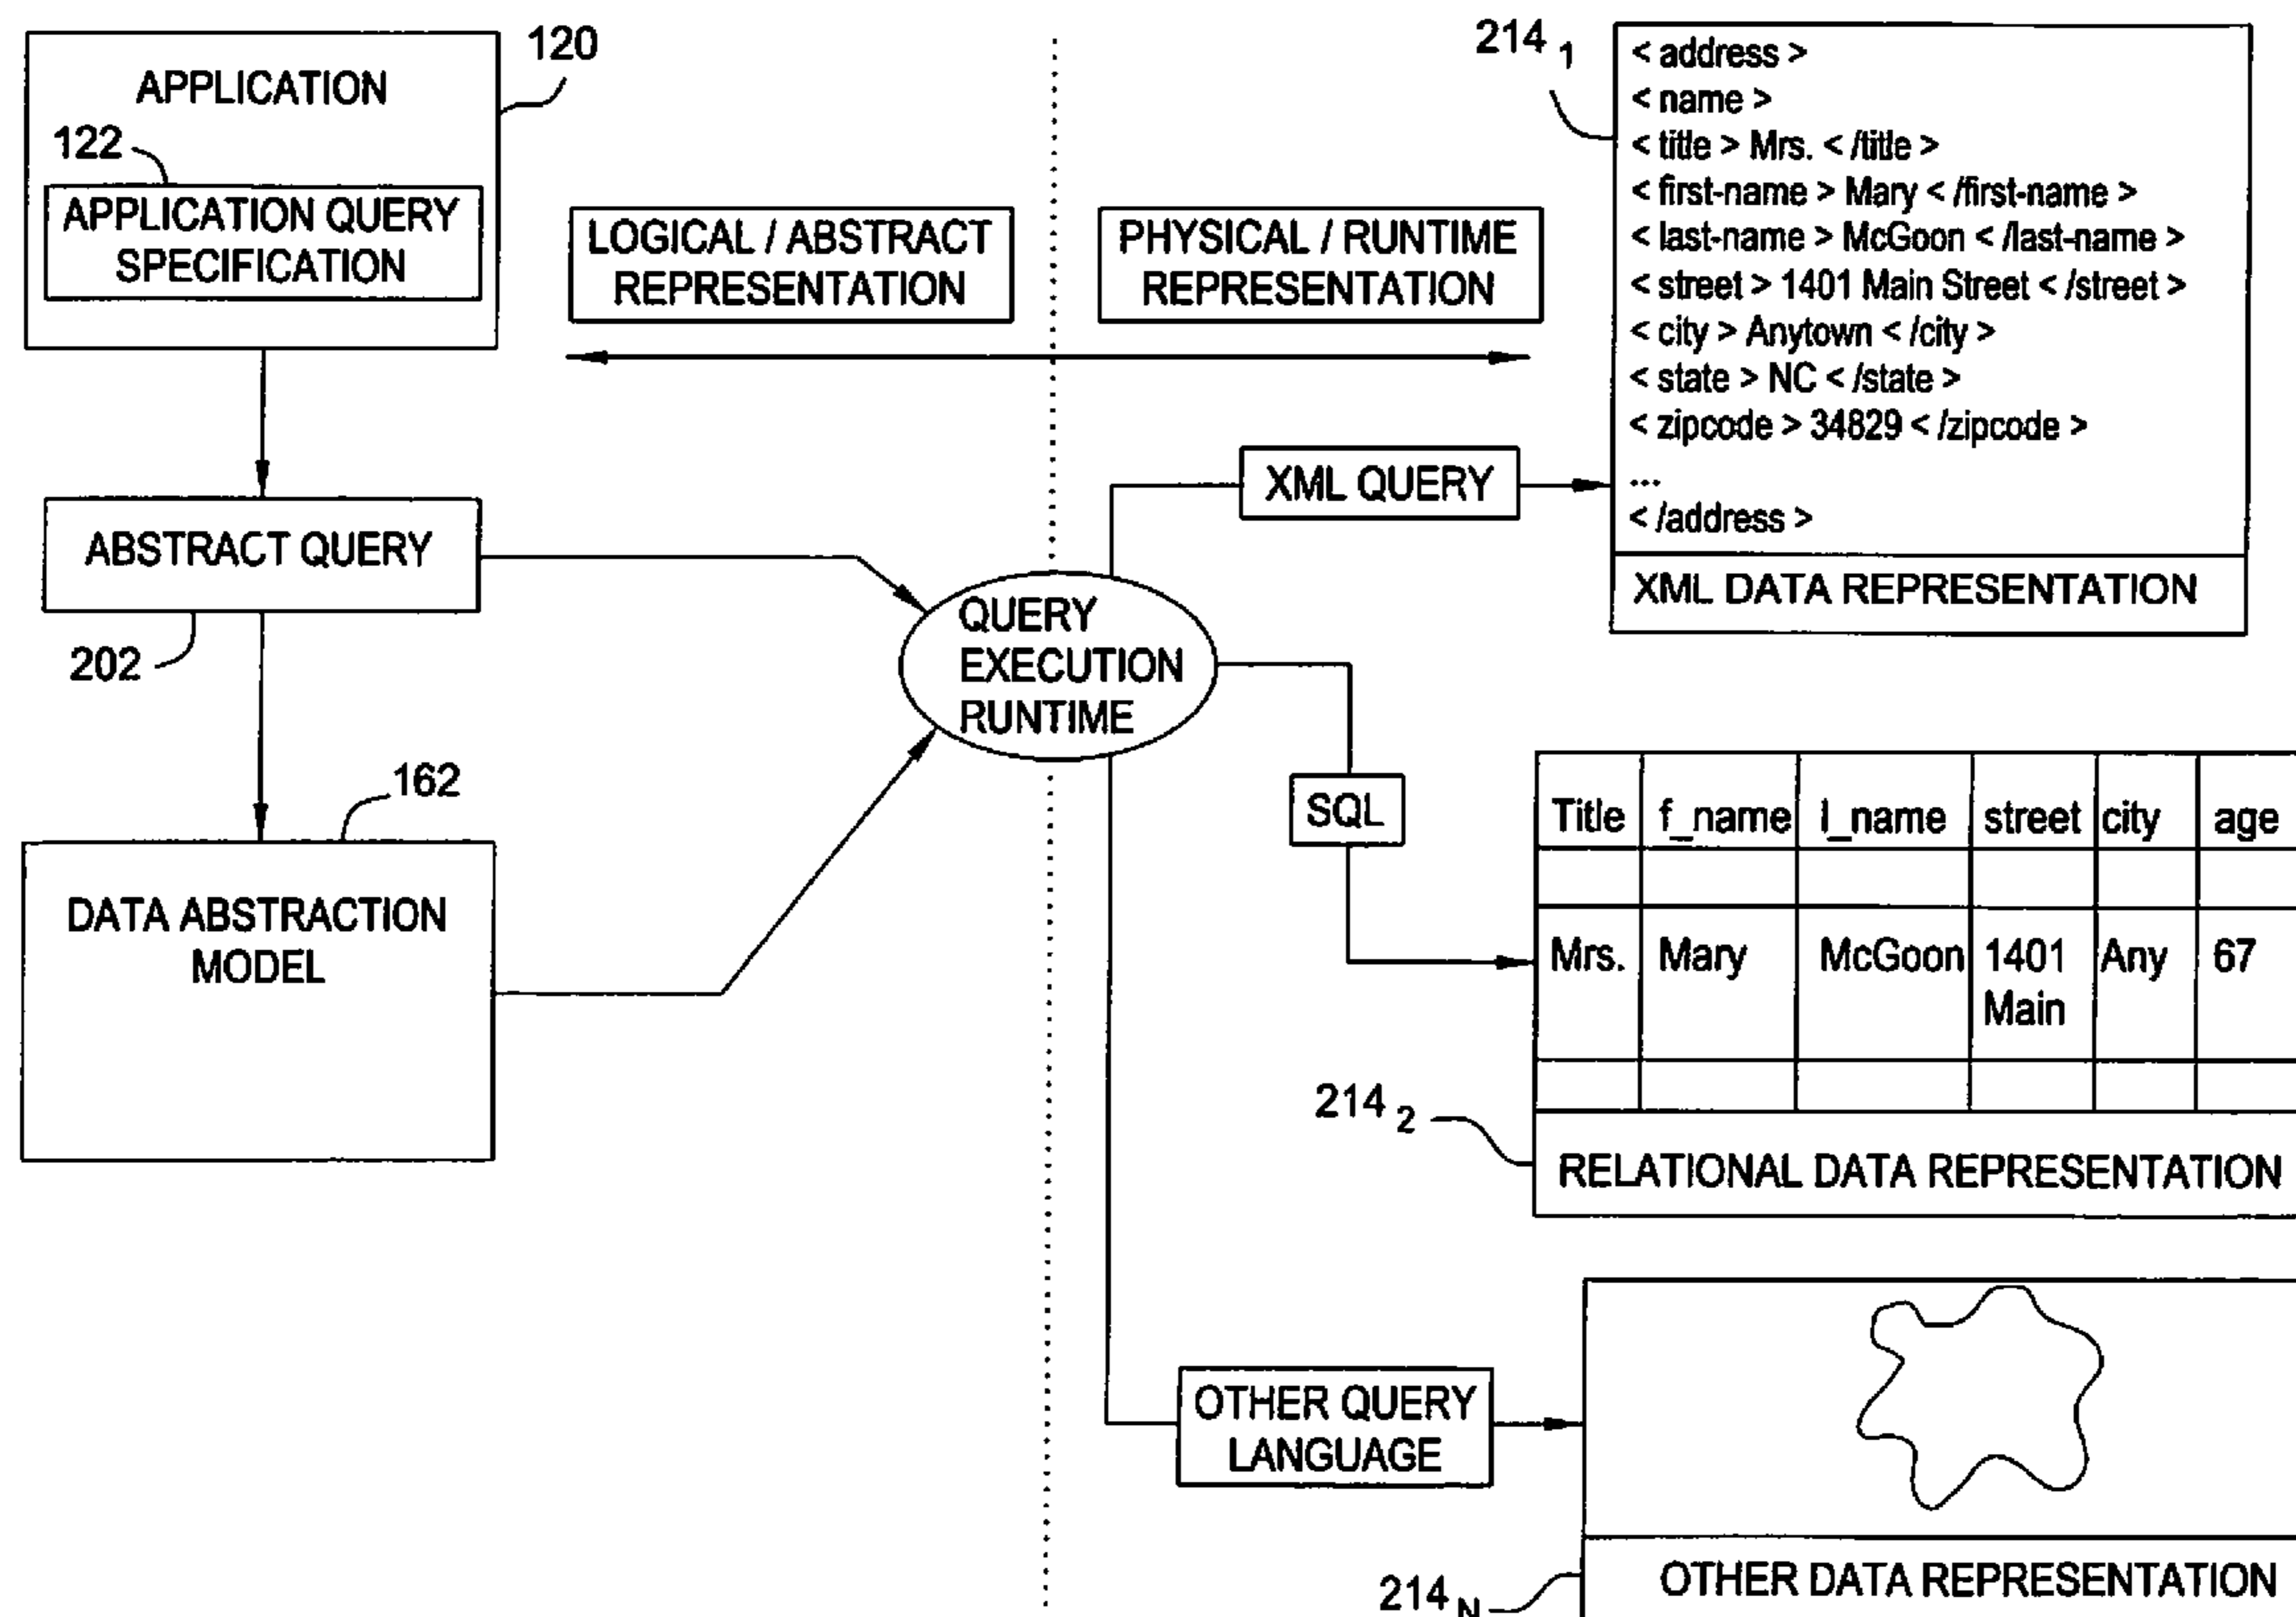 120
APPLICATION
122
APPLICATION QUERY
SPECIFICATION
LOGICAL / ABSTRACT
REPRESENTATION
PHYSICAL / RUNTIME
REPRESENTATION
214 1
< address >
< name >
< title > Mrs. < /title >
< first-name > Mary < /first-name >
< last-name > McGoon < /last-name >
< street > 1401 Main Street < /street >
< city > Anytown < /city >
< state > NC < /state >
< zipcode > 34829 < /zipcode >
...
< /address >
XML DATA REPRESENTATION
XML QUERY
ABSTRACT QUERY
202
QUERY
EXECUTION
RUNTIME
162
DATA ABSTRACTION
MODEL
SQL
Title f_name l_name street city age
Mrs. Mary McGoon 1401 Any 67
Main
214 2
RELATIONAL DATA REPRESENTATION
OTHER QUERY
LANGUAGE
OTHER DATA REPRESENTATION
214 N